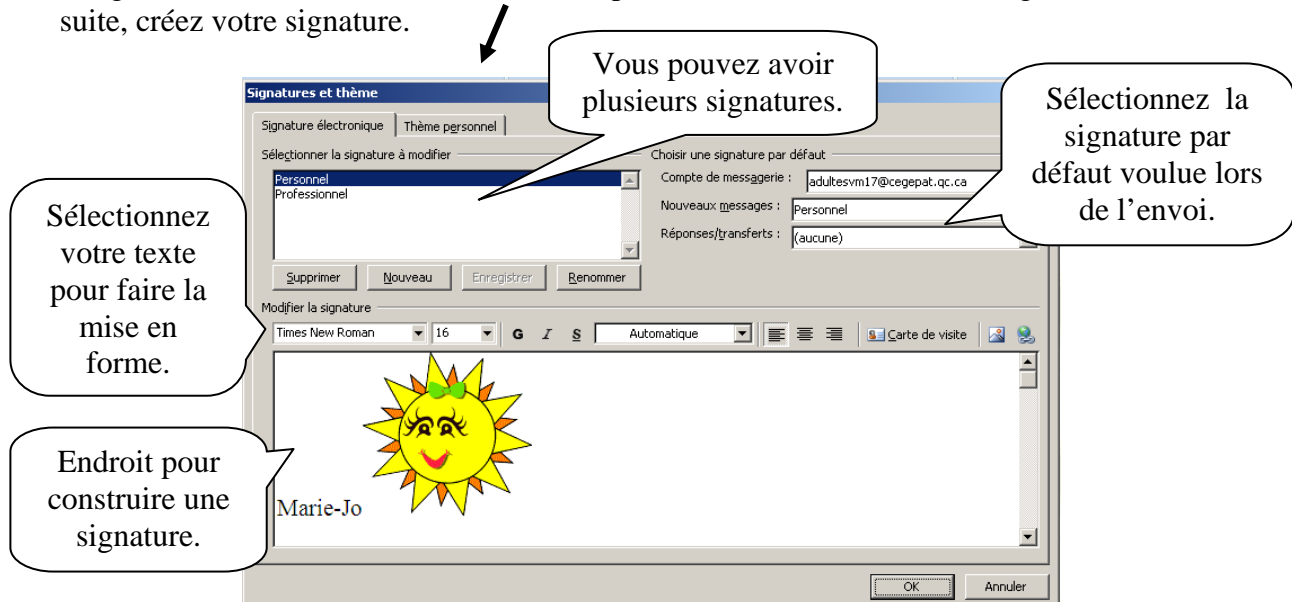 suite, créez votre signature.
Vous pouvez avoir
plusieurs signatures.
Sélectionnez la
signature par
défaut voulue lors
de l’envoi.
Signatures et thème
Signature électronique
Thème personnel
Sélectionner la signature à modifier
Choisir une signature par défaut
Personnel
Professionnel
Compte de messagerie :
adultesvm17@cegepat.qc.ca
Nouveaux messages :
Personnel
Réponses/transferts :
(aucune)
Supprimer
Nouveau
Enregistrer
Renommer
Sélectionnez
votre texte
pour faire la
mise en
forme.
Modifier la signature
Times New Roman
16
G I S
Automatique
Carte de visite
Endroit pour
construire une
signature.
Marie-Jo
OK
Annuler